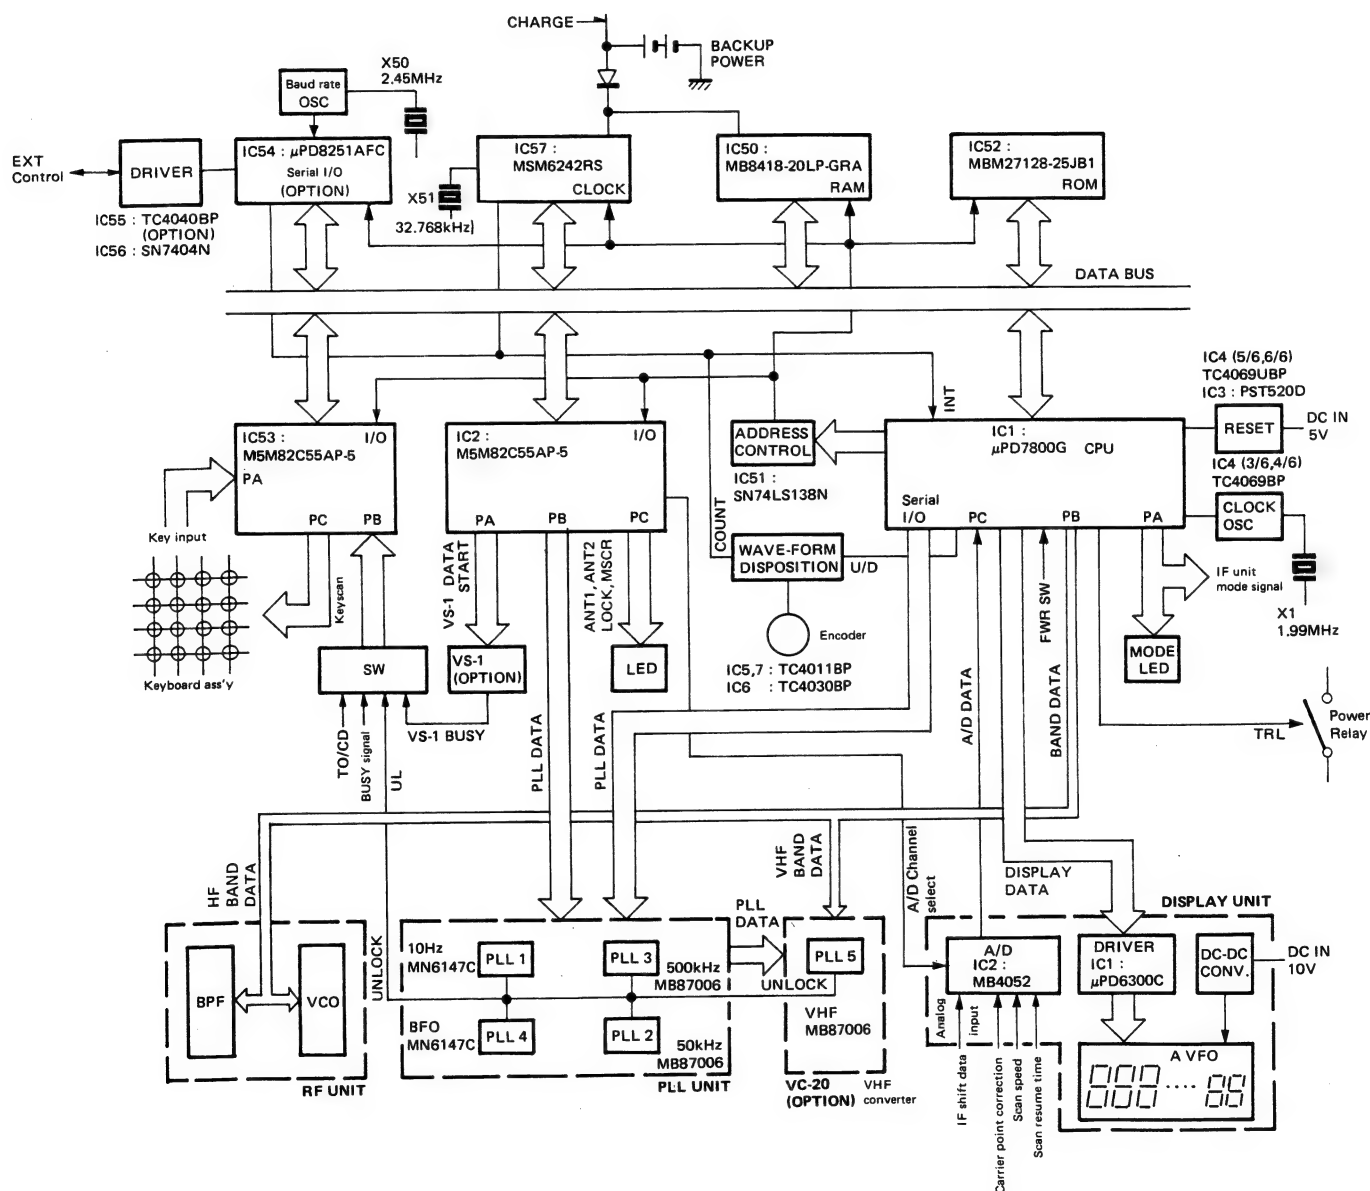 CHARGE
BACKUP
POWER
X50
2.45MHz
Baud rate
OSC
EXT
Control
DRIVER
IC54 : μPD8251AFC
Serial I/O
(OPTION)
IC57 :
MSM6242RS
CLOCK
IC50 :
MB8418-20LP-GRA
RAM
IC52 :
MBM27128-25JB1
ROM
X51
32.768kHz)
IC55 : TC4040BP
(OPTION)
IC56 : SN7404N
DATA BUS
IC53 :
I/O
M5M82C55AP-5
PA
PC
PB
IC2 :
I/O
M5M82C55AP-5
PA
PB
PC
ADDRESS
CONTROL
IC51 :
SN74LS138N
INT
IC1 :
μPD7800G CPU
Serial
I/O
PC
PB
PA
IC4 (5/6,6/6)
TC4069UBP
IC3 : PST520D
RESET
DC IN
5V
IC4 (3/6,4/6)
TC4069BP
CLOCK
OSC
X1
1.99MHz
Key input
Keyscan
Keyboard ass'y
SW
VS-1 DATA
START
VS-1
(OPTION)
VS-1 BUSY
ANT1, ANT2
LOCK, MSCR
LED
COUNT
WAVE-FORM
DISPOSITION
U/D
Encoder
IC5,7 : TC4011BP
IC6 : TC4030BP
FWR SW
IF unit
mode signal
MODE
LED
Power
Relay
TRL
TO/CD
BUSY signal
UL
PLL DATA
PLL DATA
A/D DATA
BAND DATA
HF
BAND
DATA
VHF
BAND
DATA
A/D Channel
select
DISPLAY
DATA
DISPLAY UNIT
BPF
VCO
RF UNIT
UNLOCK
10Hz
MN6147C
PLL 1
PLL 3
500kHz
MB87006
BFO
MN6147C
PLL 4
PLL 2
50kHz
MB87006
PLL UNIT
PLL
DATA
UNLOCK
PLL 5
VHF
MB87006
VC-20
(OPTION)
VHF
converter
A/D
IC2 :
MB4052
DRIVER
IC1 :
μPD6300C
DC-DC
CONV.
DC IN
10V
Analog
input
A VFO
IF shift data
Carrier point correction
Scan speed
Scan resume time